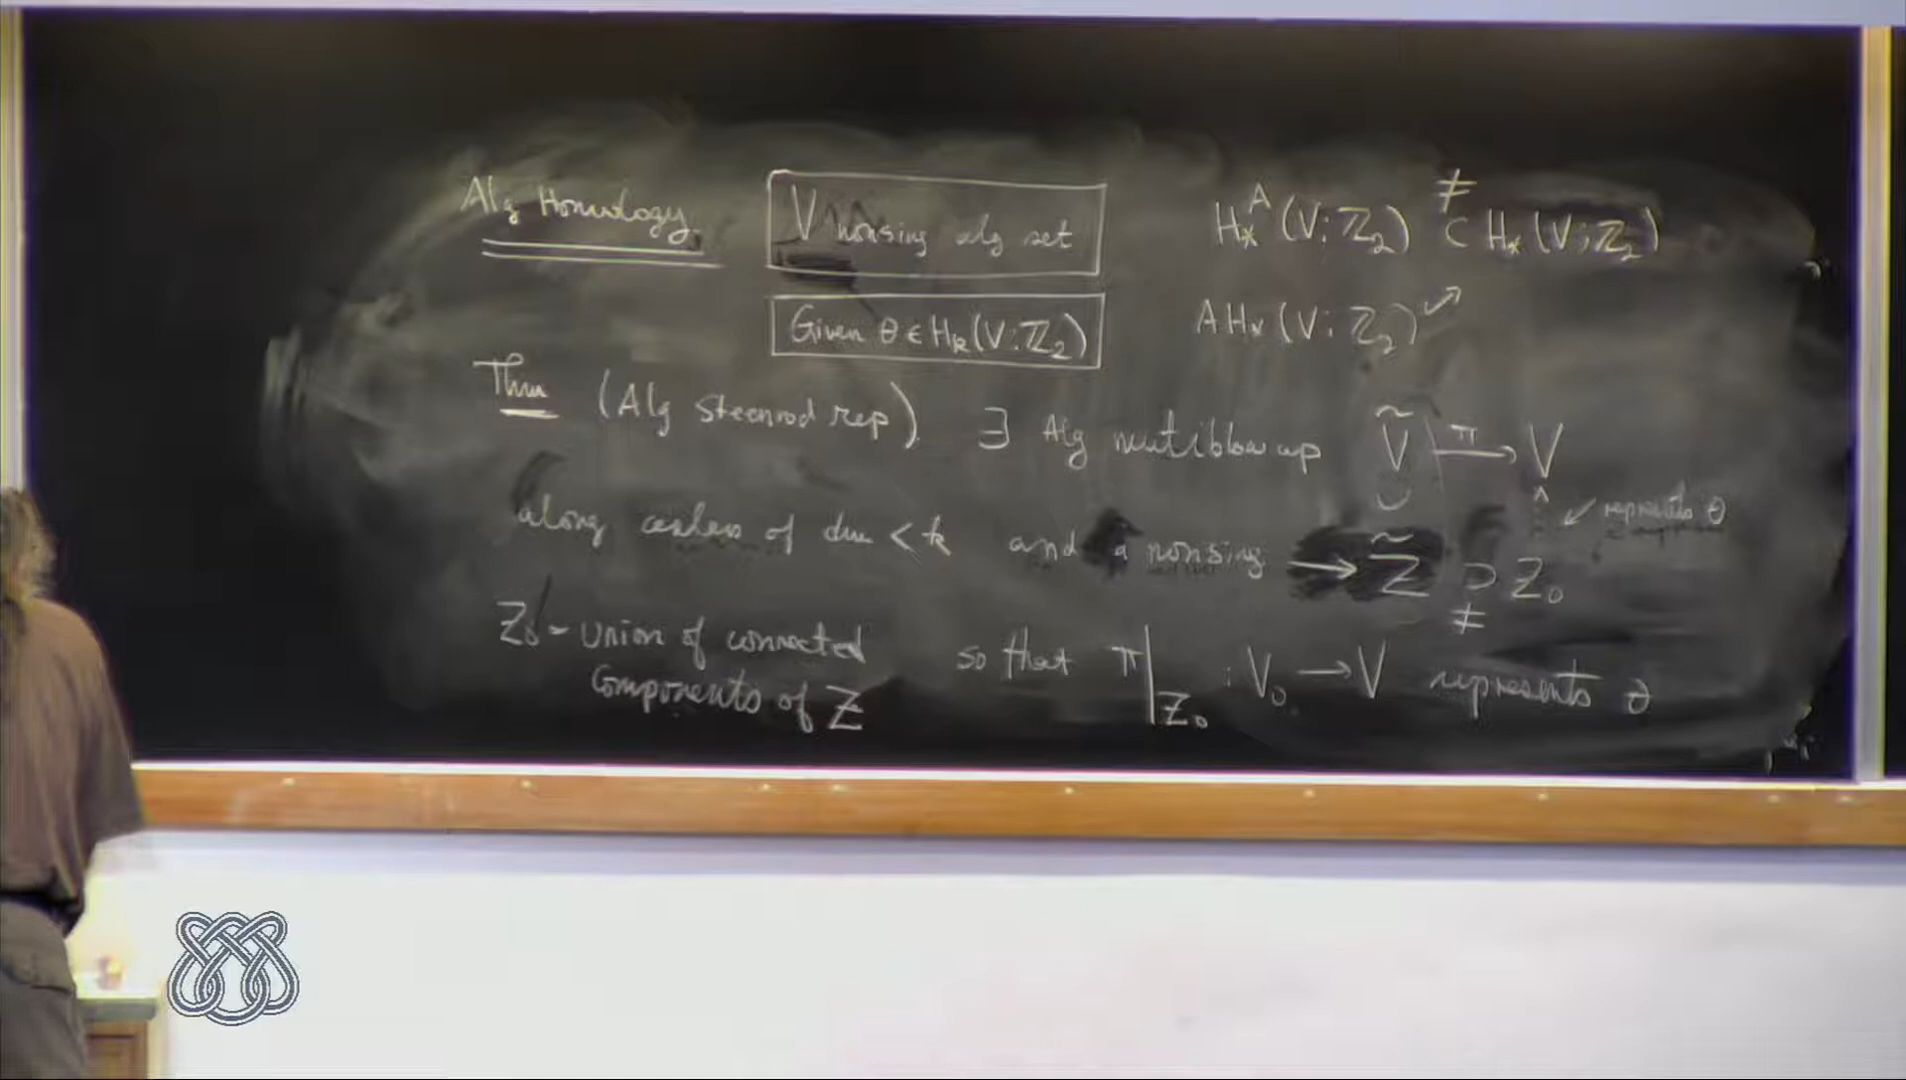 Alg Homology
V nonsing alg set
H_*^A (V; Z_2) ⊂ H_* (V; Z_2)
≠
Given θ ∈ H_k (V; Z_2)
AH_* (V; Z_2) ↗
Thm (Alg Steenrod rep) ∃ Alg mutiblowup Ṽ —π→ V
∪ ^ ↙ represents θ
along centers of dim < k and a nonsing → Z̃ ⊃ Z_0
≠
Z_0 - Union of connected components of Z
so that π|_{Z_0} : V_0 → V represents θ